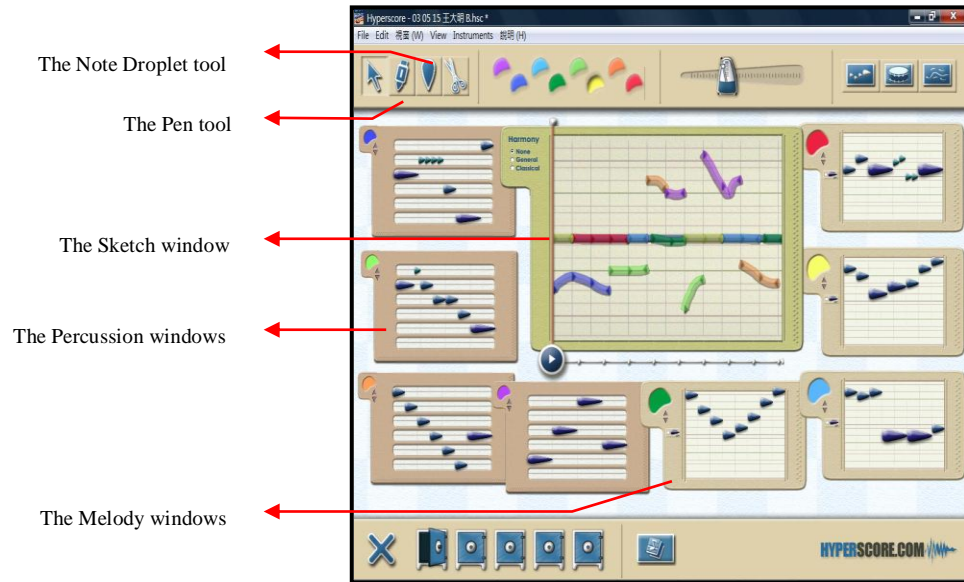 Hyperscore - 03 05 15 王大明 B.hsc *
File Edit 視窗 (W) View Instruments 說明 (H)
The Note Droplet tool
The Pen tool
Harmony
None
General
Classical
The Sketch window
The Percussion windows
The Melody windows
HYPERSCORE.COM